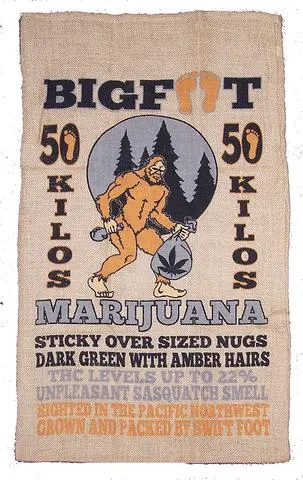 BIGFOOT
50 50
KILOS KILOS
MARIJUANA
STICKY OVER SIZED NUGS
DARK GREEN WITH AMBER HAIRS
THC LEVELS UP TO 22%
UNPLEASANT SASQUATCH SMELL
SIGHTED IN THE PACIFIC NORTHWEST
GROWN AND PACKED BY SWIFT FOOT